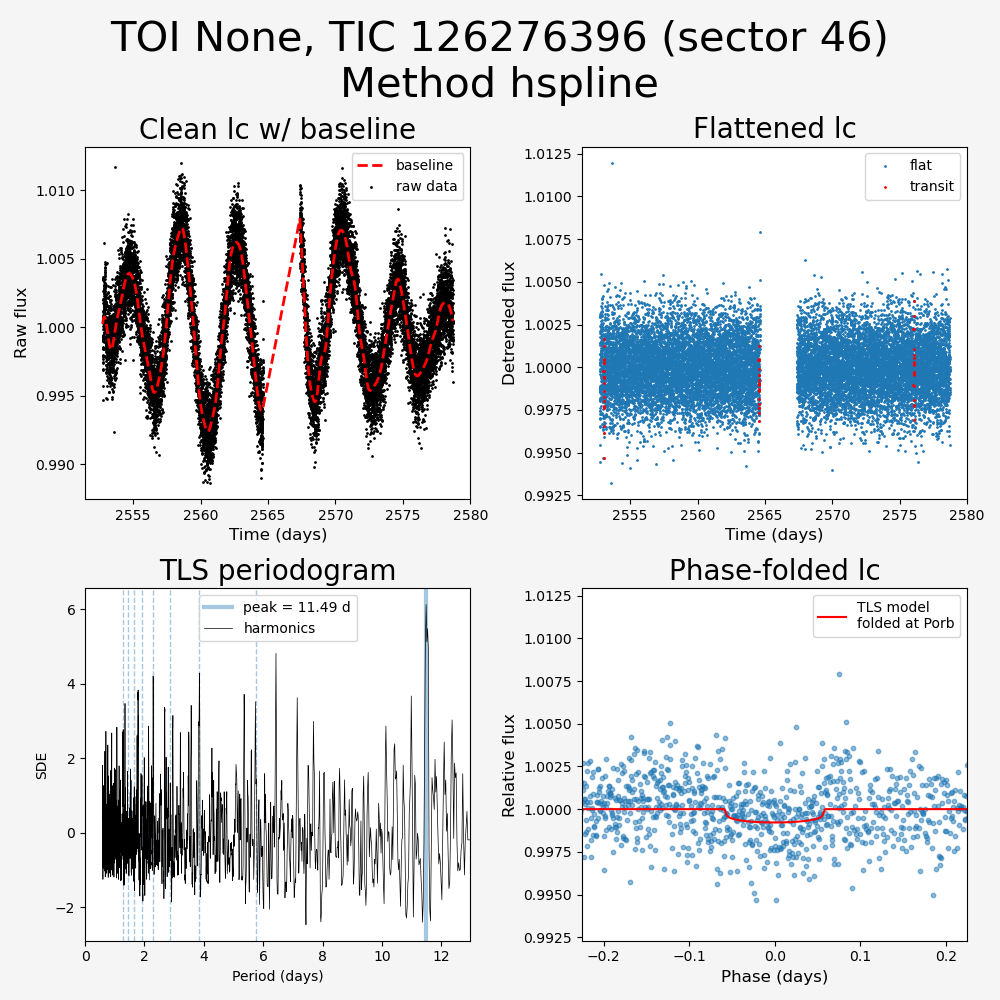 TOI None, TIC 126276396 (sector 46)
Method hspline
Clean lc w/ baseline
baseline
raw data
1.010
1.005
1.000
0.995
0.990
Raw flux
2555 2560 2565 2570 2575 2580
Time (days)
Flattened lc
flat
transit
1.0125
1.0100
1.0075
1.0050
1.0025
1.0000
0.9975
0.9950
0.9925
Detrended flux
2555 2560 2565 2570 2575 2580
Time (days)
TLS periodogram
peak = 11.49 d
harmonics
6
4
2
0
−2
SDE
0 2 4 6 8 10 12
Period (days)
Phase-folded lc
TLS model
folded at Porb
1.0125
1.0100
1.0075
1.0050
1.0025
1.0000
0.9975
0.9950
0.9925
Relative flux
−0.2 −0.1 0.0 0.1 0.2
Phase (days)